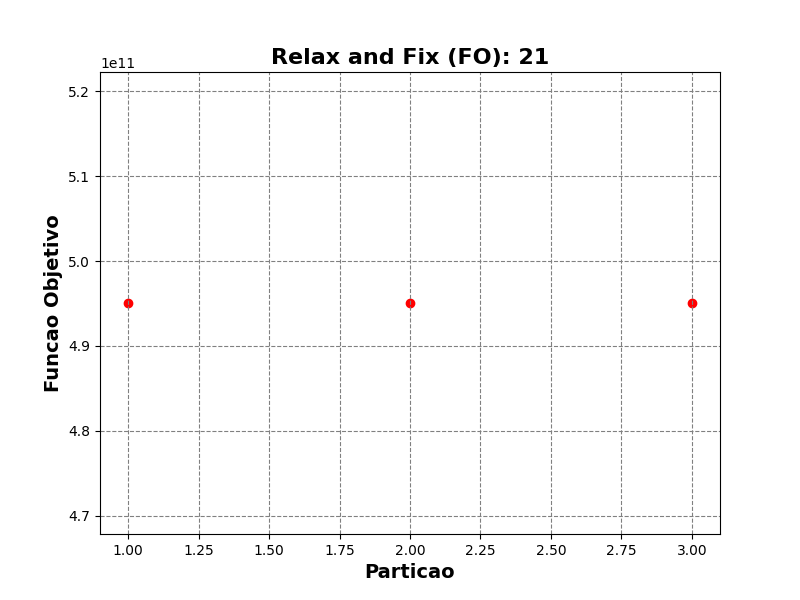 Relax and Fix (FO): 21
1e11
5.2
5.1
5.0
4.9
4.8
4.7
Funcao Objetivo
1.00 1.25 1.50 1.75 2.00 2.25 2.50 2.75 3.00
Particao